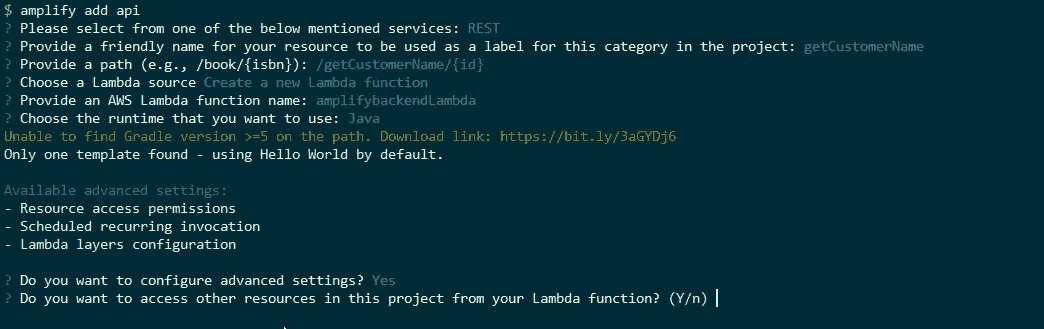 $ amplify add api
? Please select from one of the below mentioned services: REST
? Provide a friendly name for your resource to be used as a label for this category in the project: getCustomerName
? Provide a path (e.g., /book/{isbn}): /getCustomerName/{id}
? Choose a Lambda source Create a new Lambda function
? Provide an AWS Lambda function name: amplifybackendLambda
? Choose the runtime that you want to use: Java
Unable to find Gradle version >=5 on the path. Download link: https://bit.ly/3aGYDj6
Only one template found - using Hello World by default.
Available advanced settings:
- Resource access permissions
- Scheduled recurring invocation
- Lambda layers configuration
? Do you want to configure advanced settings? Yes
? Do you want to access other resources in this project from your Lambda function? (Y/n)